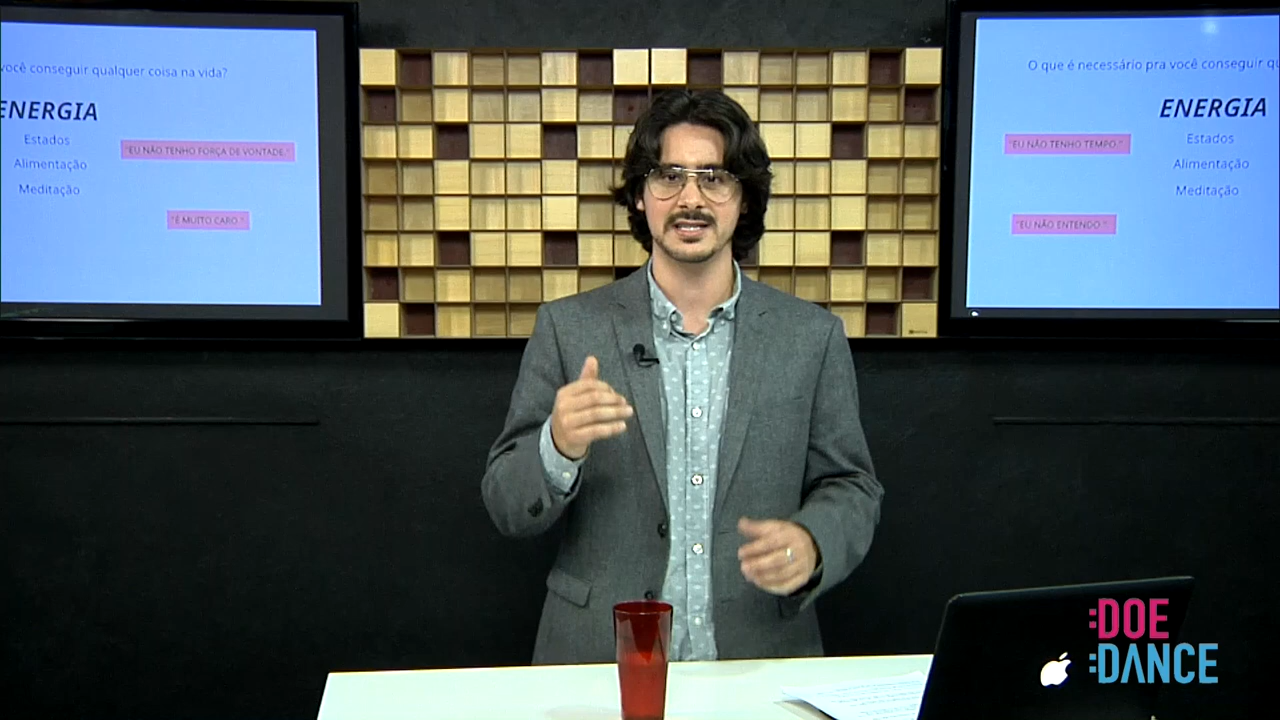 você conseguir qualquer coisa na vida?
ENERGIA
Estados
"EU NÃO TENHO FORÇA DE VONTADE."
Alimentação
Meditação
"É MUITO CARO."
O que é necessário pra você conseguir qu
ENERGIA
"EU NÃO TENHO TEMPO."
Estados
Alimentação
Meditação
"EU NÃO ENTENDO."
:DOE
:DANCE